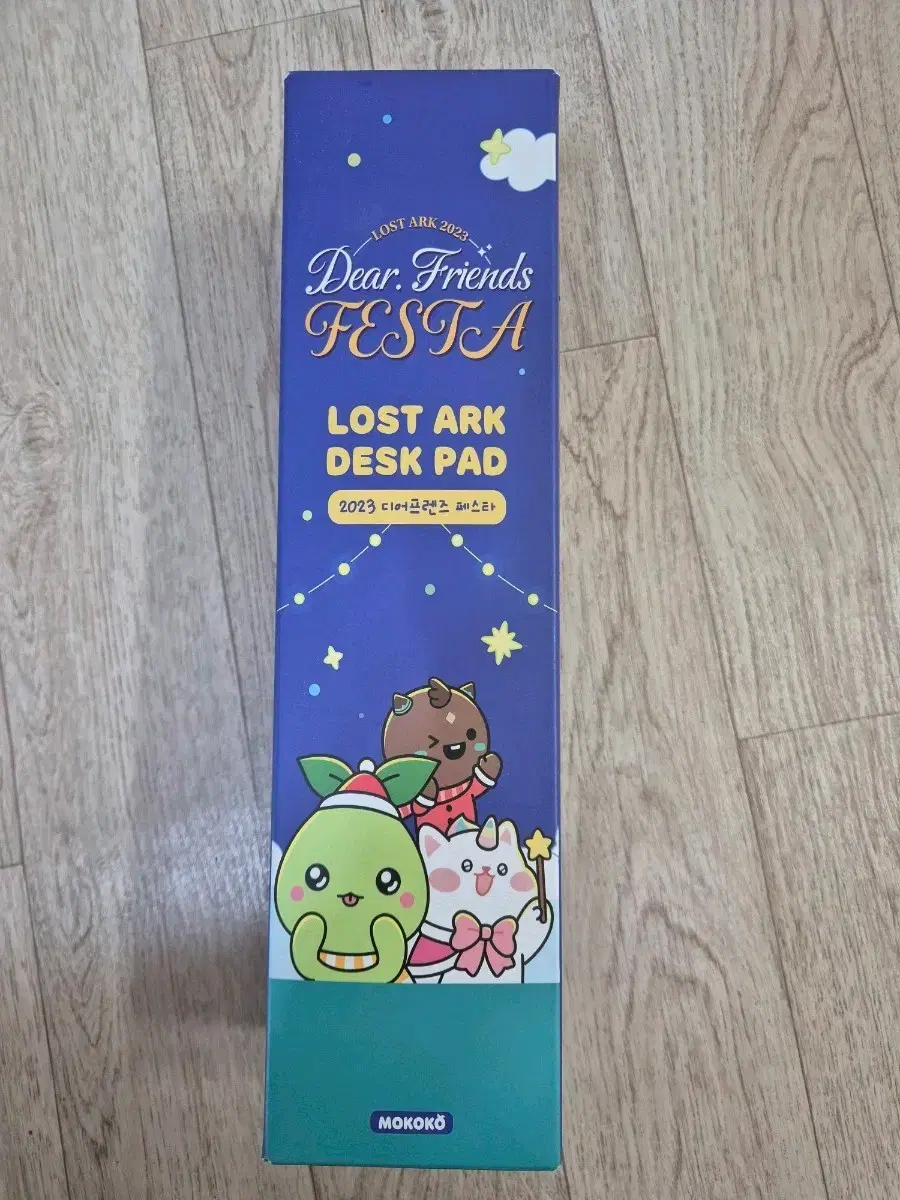 LOST ARK 2023
Dear. Friends
FESTA
LOST ARK
DESK PAD
2023 디어프렌즈 페스타
MOKOKO